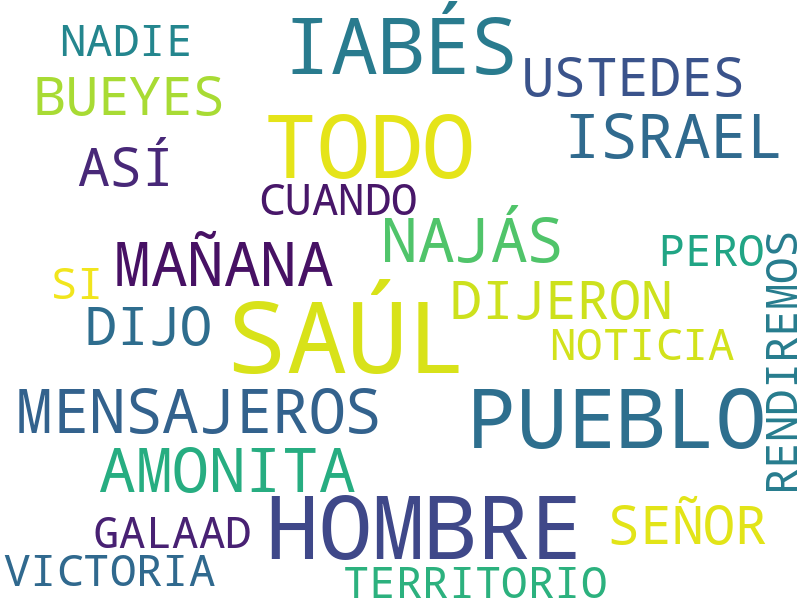 NADIE
IABÉS
USTEDES
BUEYES
TODO
ISRAEL
ASÍ
CUANDO
NAJÁS
MAÑANA
PERO
SI
DIJERON
RENDIREMOS
DIJO
SAÚL
NOTICIA
MENSAJEROS
PUEBLO
AMONITA
HOMBRE
SEÑOR
GALAAD
VICTORIA
TERRITORIO